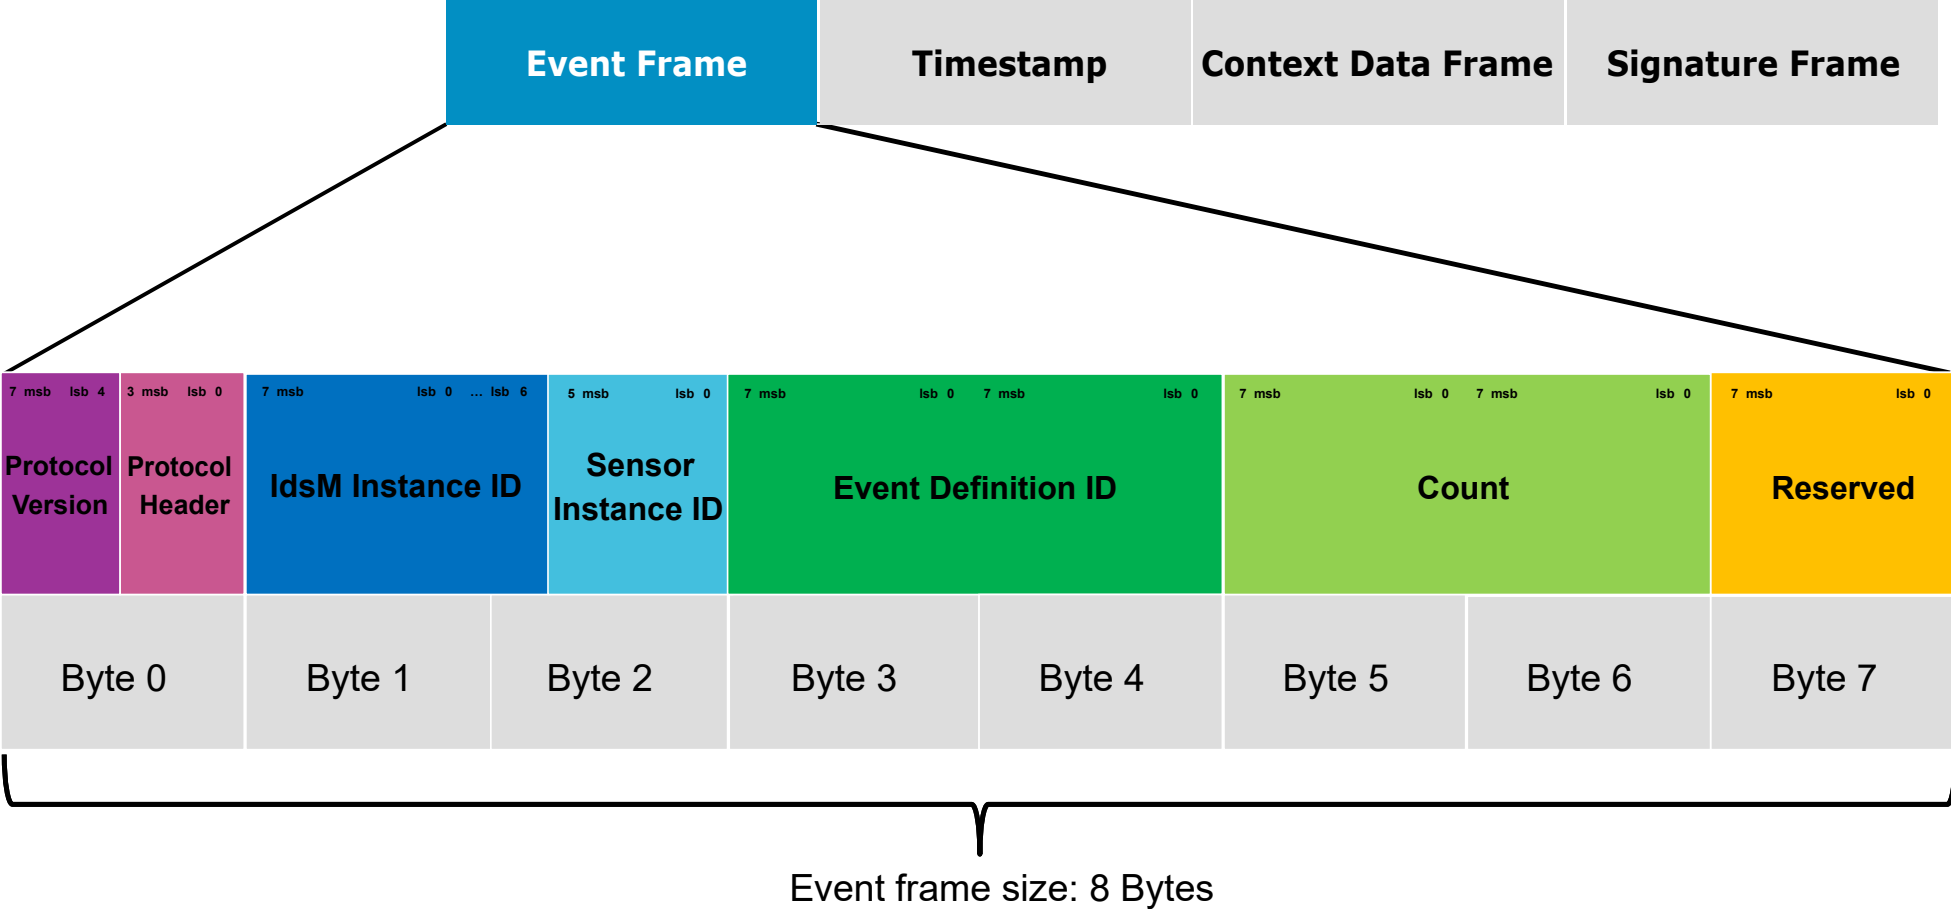 Event Frame Timestamp Context Data Frame Signature Frame
7 msb lsb 4 3 msb lsb 0 7 msb lsb 0 ... lsb 6 5 msb lsb 0 7 msb lsb 0 7 msb lsb 0 7 msb lsb 0 7 msb lsb 0 7 msb lsb 0
Protocol
Version
Protocol
Header
IdsM Instance ID
Sensor
Instance ID
Event Definition ID
Count
Reserved
Byte 0 Byte 1 Byte 2 Byte 3 Byte 4 Byte 5 Byte 6 Byte 7
Event frame size: 8 Bytes